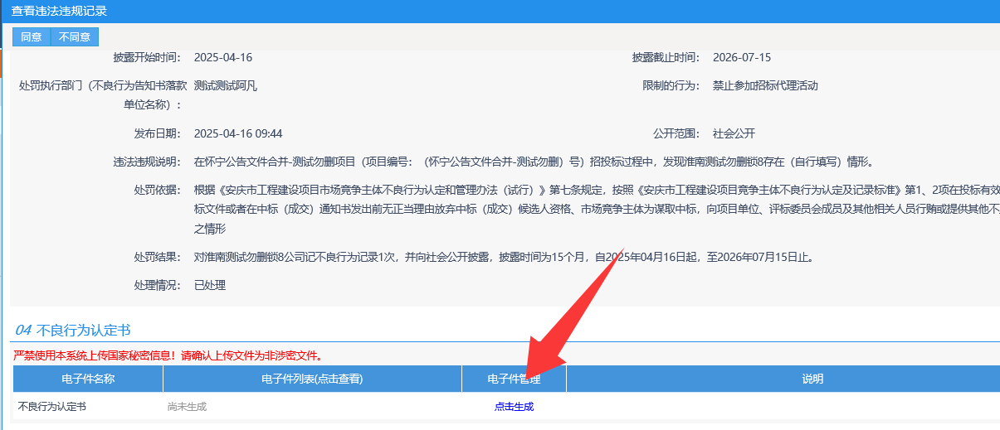 查看违法违规记录
同意 不同意
披露开始时间： 2025-04-16 披露截止时间： 2026-07-15
处罚执行部门（不良行为告知书落款 测试测试阿凡 限制的行为： 禁止参加招标代理活动
单位名称）：
发布日期： 2025-04-16 09:44 公开范围： 社会公开
违法违规说明： 在怀宁公告文件合并-测试勿删项目（项目编号：（怀宁公告文件合并-测试勿删）号）招投标过程中，发现淮南测试勿删锁8存在（自行填写）情形。
处罚依据： 根据《安庆市工程建设项目市场竞争主体不良行为认定和管理办法（试行）》第七条规定，按照《安庆市工程建设项目竞争主体不良行为认定及记录标准》第1、2项在投标有效
标文件或者在中标（成交）通知书发出前无正当理由放弃中标（成交）候选人资格、市场竞争主体为谋取中标，向项目单位、评标委员会成员及其他相关人员行贿或提供其他不
之情形
处罚结果： 对淮南测试勿删锁8公司记不良行为记录1次，并向社会公开披露，披露时间为15个月，自2025年04月16日起，至2026年07月15日止。
处理情况： 已处理
04 不良行为认定书
严禁使用本系统上传国家秘密信息！请确认上传文件为非涉密文件。
电子件名称 电子件列表(点击查看) 电子件管理 说明
不良行为认定书 尚未生成 点击生成